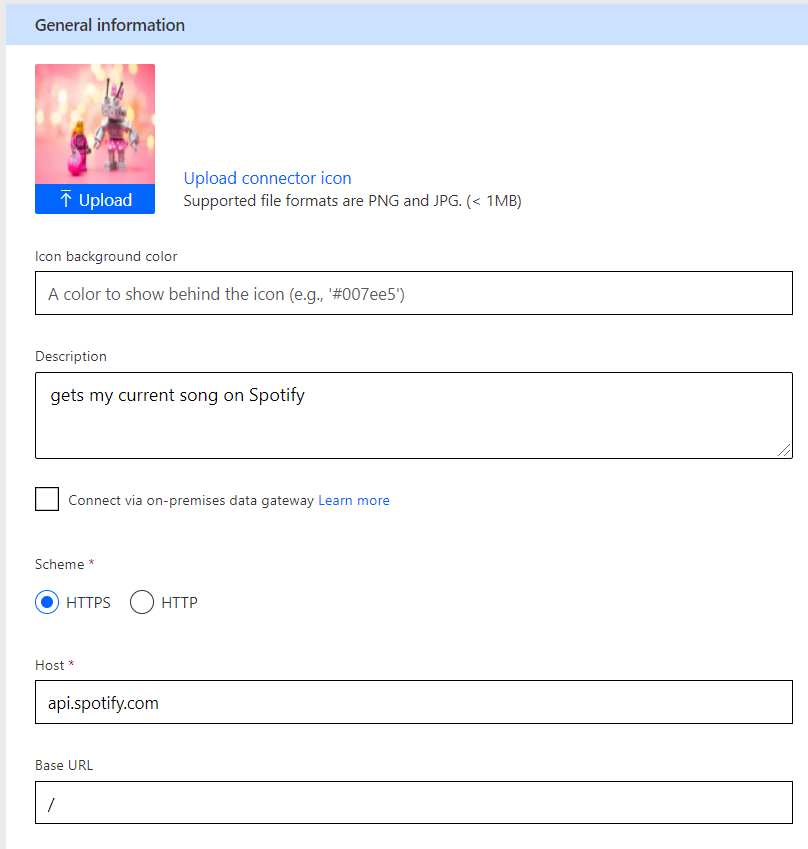 General information
Upload
Upload connector icon
Supported file formats are PNG and JPG. (< 1MB)
Icon background color
A color to show behind the icon (e.g., '#007ee5')
Description
gets my current song on Spotify
Connect via on-premises data gateway Learn more
Scheme *
HTTPS HTTP
Host *
api.spotify.com
Base URL
/